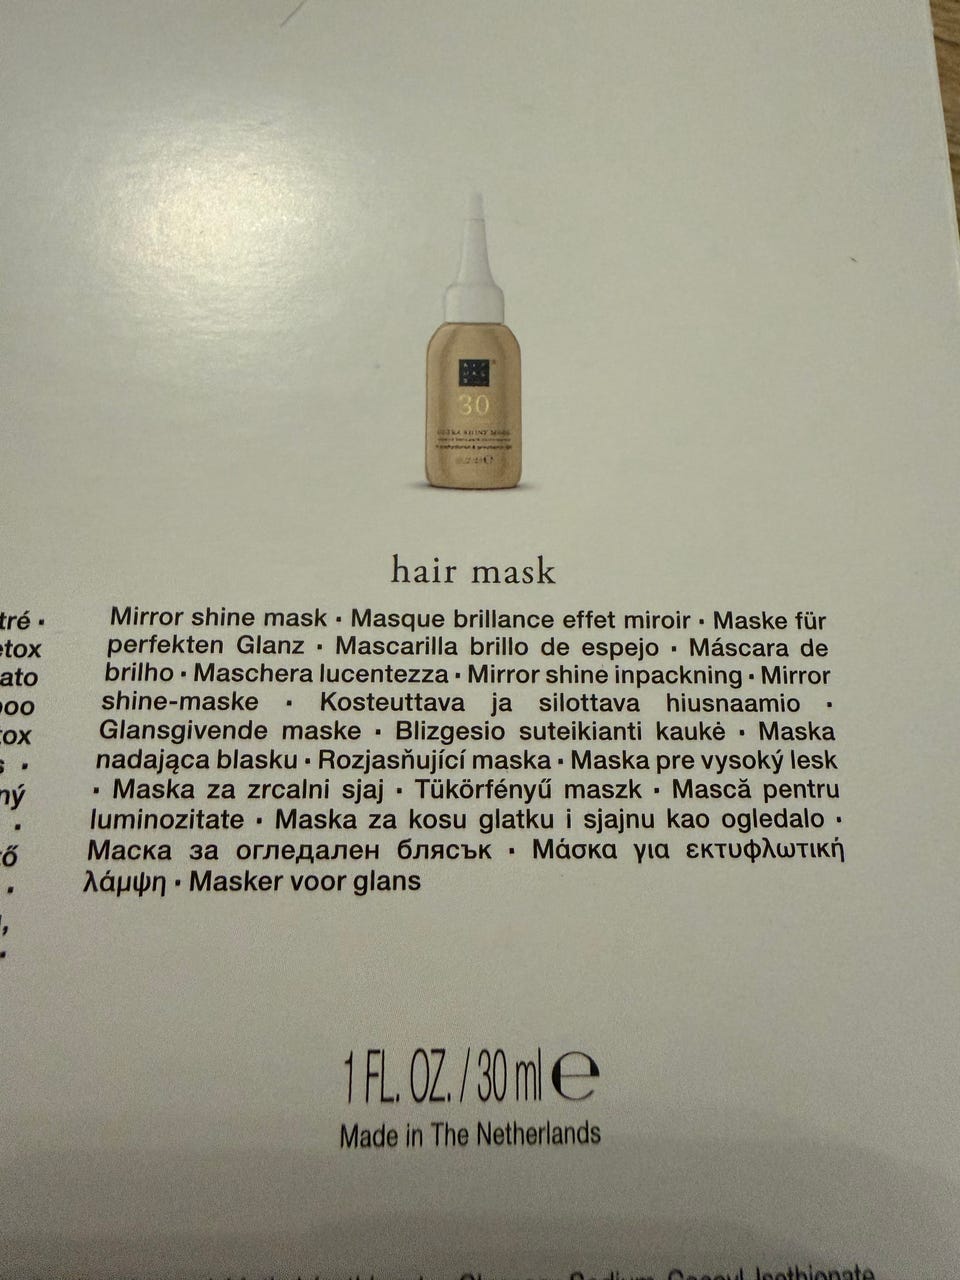 30
hair mask
Mirror shine mask · Masque brillance effet miroir · Maske für
perfekten Glanz · Mascarilla brillo de espejo · Máscara de
brilho · Maschera lucentezza · Mirror shine inpackning · Mirror
shine-maske · Kosteuttava ja silottava hiusnaamio ·
Glansgivende maske · Blizgesio suteikianti kaukė · Maska
nadająca blasku · Rozjasňující maska · Maska pre vysoký lesk
· Maska za zrcalni sjaj · Tükörfényű maszk · Mască pentru
luminozitate · Maska za kosu glatku i sjajnu kao ogledalo ·
Маска за огледален блясък · Μάσκα για εκτυφλωτική
λάμψη · Masker voor glans
1 FL. OZ. / 30 ml ℮
Made in The Netherlands